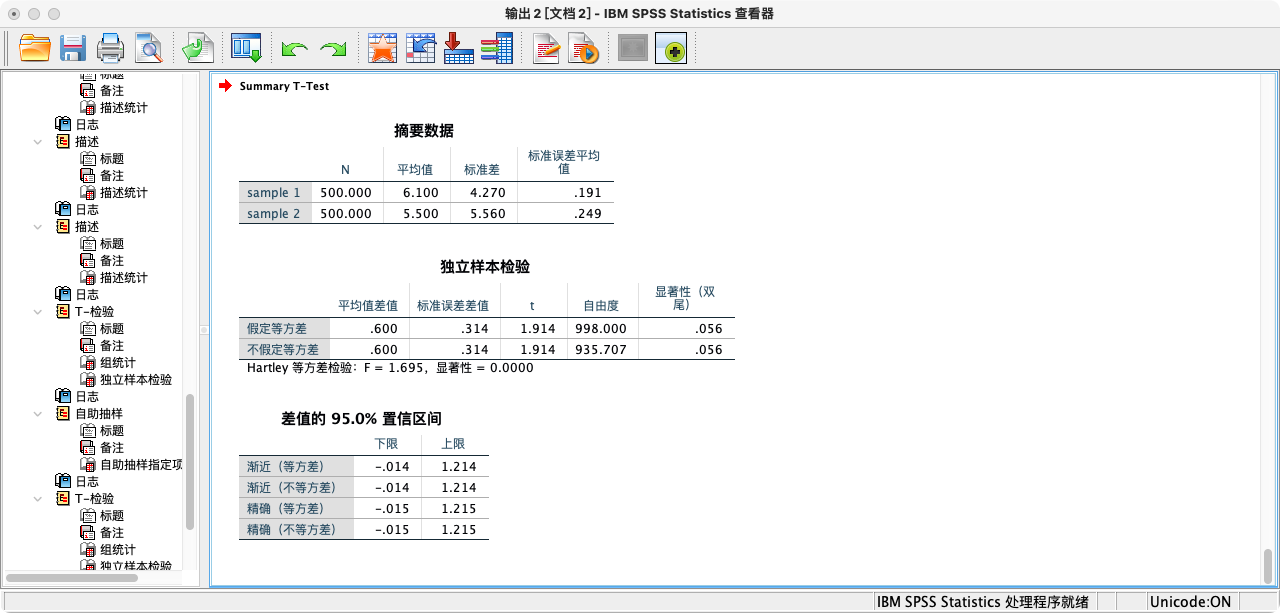 输出2 [文档2] - IBM SPSS Statistics 查看器
标题
备注
描述统计
日志
描述
标题
备注
描述统计
日志
描述
标题
备注
描述统计
日志
T-检验
标题
备注
组统计
独立样本检验
日志
自助抽样
标题
备注
自助抽样指定项
日志
T-检验
标题
备注
组统计
独立样本检验
Summary T-Test
摘要数据
N 平均值 标准差 标准误差平均
值
sample 1 500.000 6.100 4.270 .191
sample 2 500.000 5.500 5.560 .249
独立样本检验
平均值差值 标准误差差值 t 自由度 显著性（双
尾）
假定等方差 .600 .314 1.914 998.000 .056
不假定等方差 .600 .314 1.914 935.707 .056
Hartley 等方差检验：F = 1.695，显著性 = 0.0000
差值的 95.0% 置信区间
下限 上限
渐近（等方差） -.014 1.214
渐近（不等方差） -.014 1.214
精确（等方差） -.015 1.215
精确（不等方差） -.015 1.215
IBM SPSS Statistics 处理程序就绪 Unicode:ON